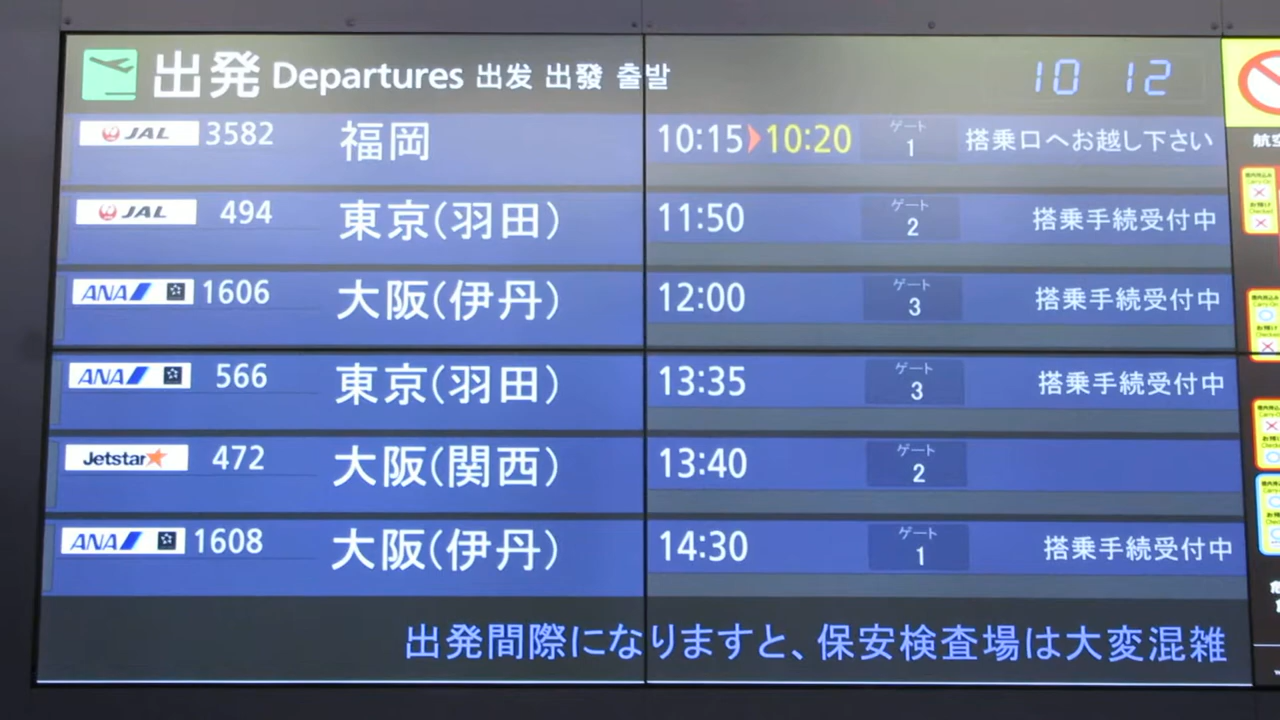 出発 Departures 出发 出發 출발 10 12
JAL 3582 福岡 10:15 10:20 ゲート 1 搭乗口へお越し下さい
JAL 494 東京(羽田) 11:50 ゲート 2 搭乗手続受付中
ANA 1606 大阪(伊丹) 12:00 ゲート 3 搭乗手続受付中
ANA 566 東京(羽田) 13:35 ゲート 3 搭乗手続受付中
Jetstar 472 大阪(関西) 13:40 ゲート 2
ANA 1608 大阪(伊丹) 14:30 ゲート 1 搭乗手続受付中
出発間際になりますと、保安検査場は大変混雑
航空